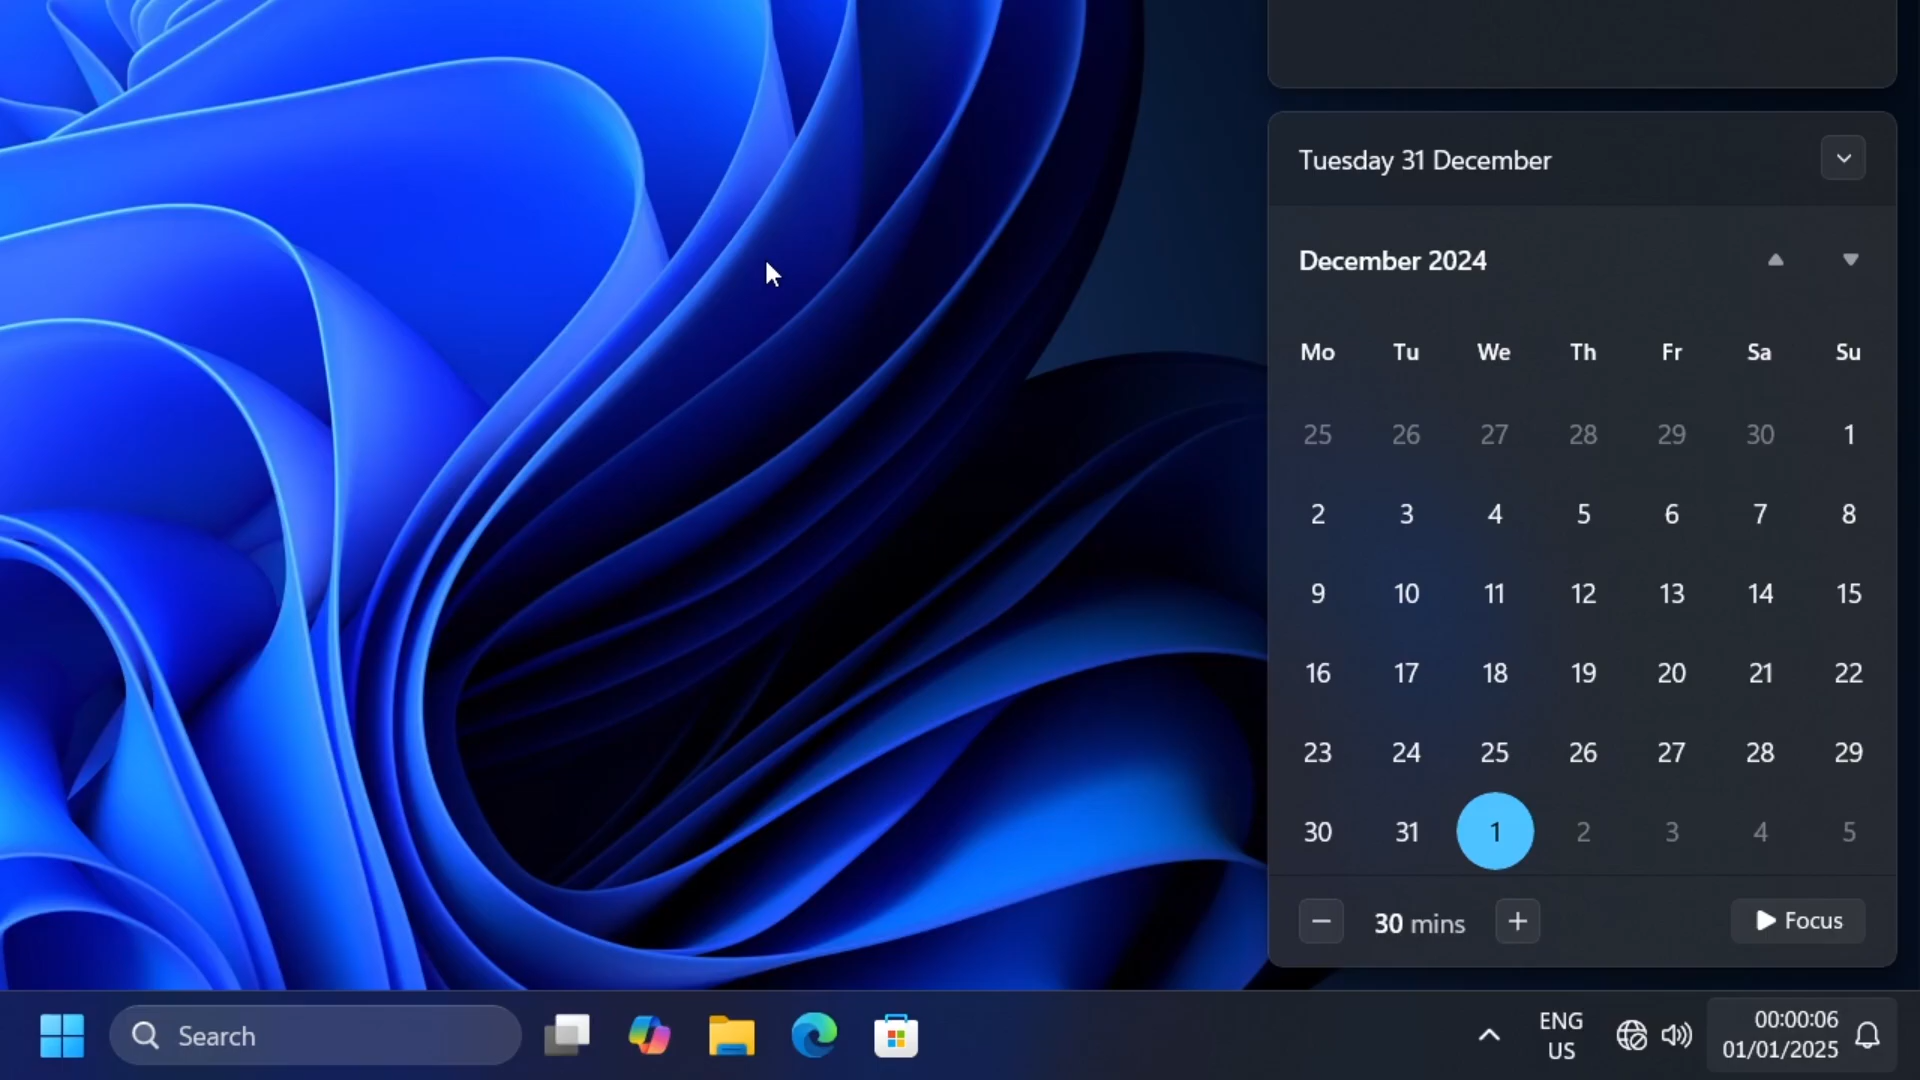 Tuesday 31 December
December 2024
Mo Tu We Th Fr Sa Su
25 26 27 28 29 30 1
2 3 4 5 6 7 8
9 10 11 12 13 14 15
16 17 18 19 20 21 22
23 24 25 26 27 28 29
30 31 1 2 3 4 5
30 mins Focus
Search
ENG
US
00:00:06
01/01/2025